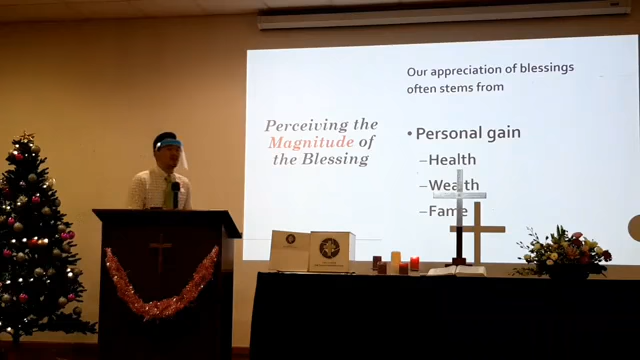 Our appreciation of blessings
often stems from
Perceiving the
Magnitude of
the Blessing
• Personal gain
–Health
–Wealth
–Fame